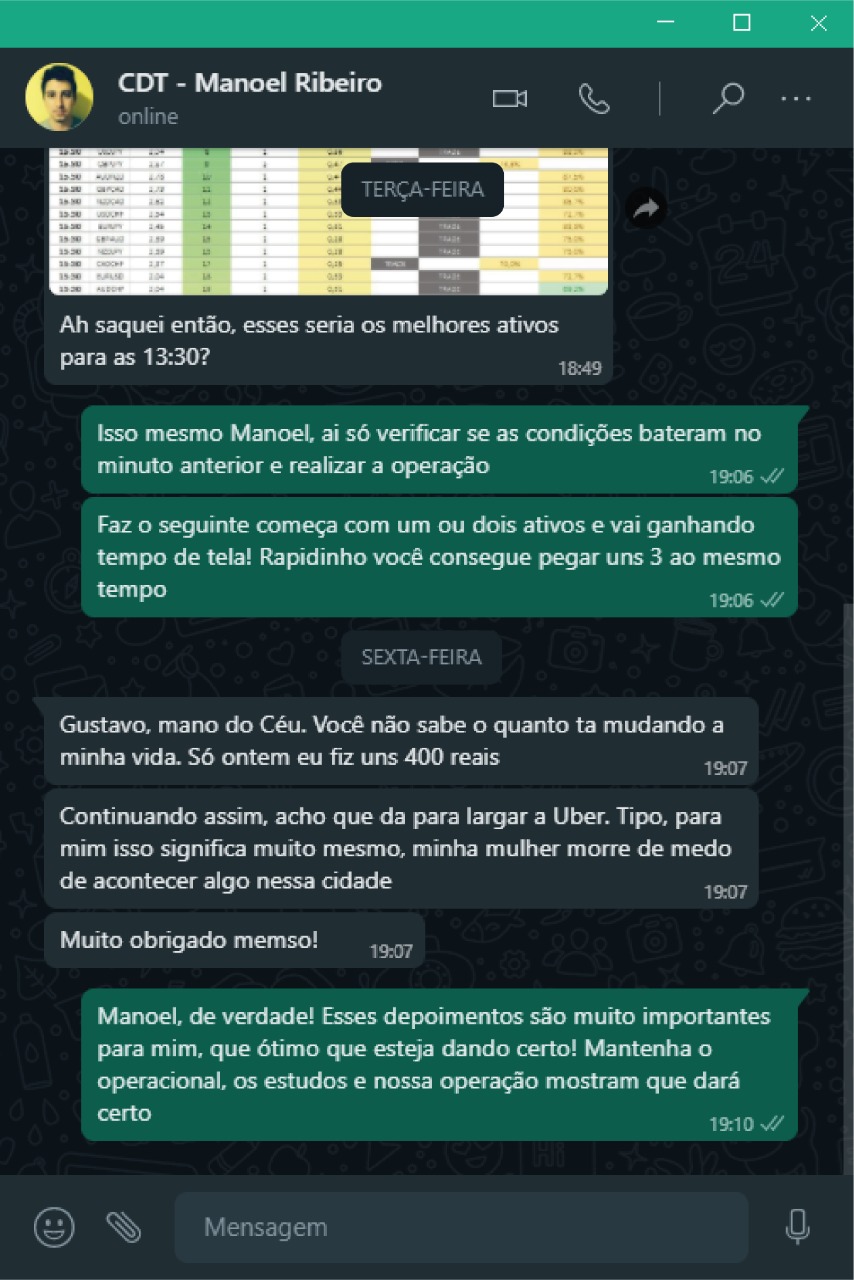 CDT - Manoel Ribeiro
online
TERÇA-FEIRA
Ah saquei então, esses seria os melhores ativos
para as 13:30?
18:49
Isso mesmo Manoel, ai só verificar se as condições bateram no
minuto anterior e realizar a operação
19:06
Faz o seguinte começa com um ou dois ativos e vai ganhando
tempo de tela! Rapidinho você consegue pegar uns 3 ao mesmo
tempo
19:06
SEXTA-FEIRA
Gustavo, mano do Céu. Você não sabe o quanto ta mudando a
minha vida. Só ontem eu fiz uns 400 reais
19:07
Continuando assim, acho que da para largar a Uber. Tipo, para
mim isso significa muito mesmo, minha mulher morre de medo
de acontecer algo nessa cidade
19:07
Muito obrigado memso!
19:07
Manoel, de verdade! Esses depoimentos são muito importantes
para mim, que ótimo que esteja dando certo! Mantenha o
operacional, os estudos e nossa operação mostram que dará
certo
19:10
Mensagem